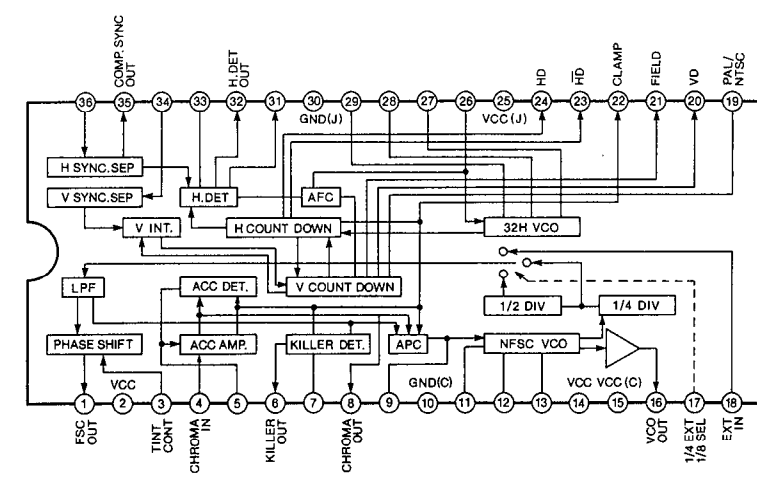 COMP. SYNC
OUT
H. DET
OUT
HD
HD
CLAMP
FIELD
VD
PAL/
NTSC
36
35
34
33
32
31
30
29
28
27
26
25
24
23
22
21
20
19
GND(J)
VCC(J)
H SYNC.SEP
V SYNC.SEP
H.DET
AFC
V INT.
H COUNT DOWN
32H VCO
LPF
ACC DET.
V COUNT DOWN
1/2 DIV
1/4 DIV
PHASE SHIFT
ACC AMP.
KILLER DET.
APC
NFSC VCO
VCC
GND(C)
VCC VCC(C)
1
2
3
4
5
6
7
8
9
10
11
12
13
14
15
16
17
18
FSC
OUT
TINT
CONT
CHROMA
IN
KILLER
OUT
CHROMA
OUT
VCO
OUT
1/4 EXT
1/8 SEL
EXT
IN